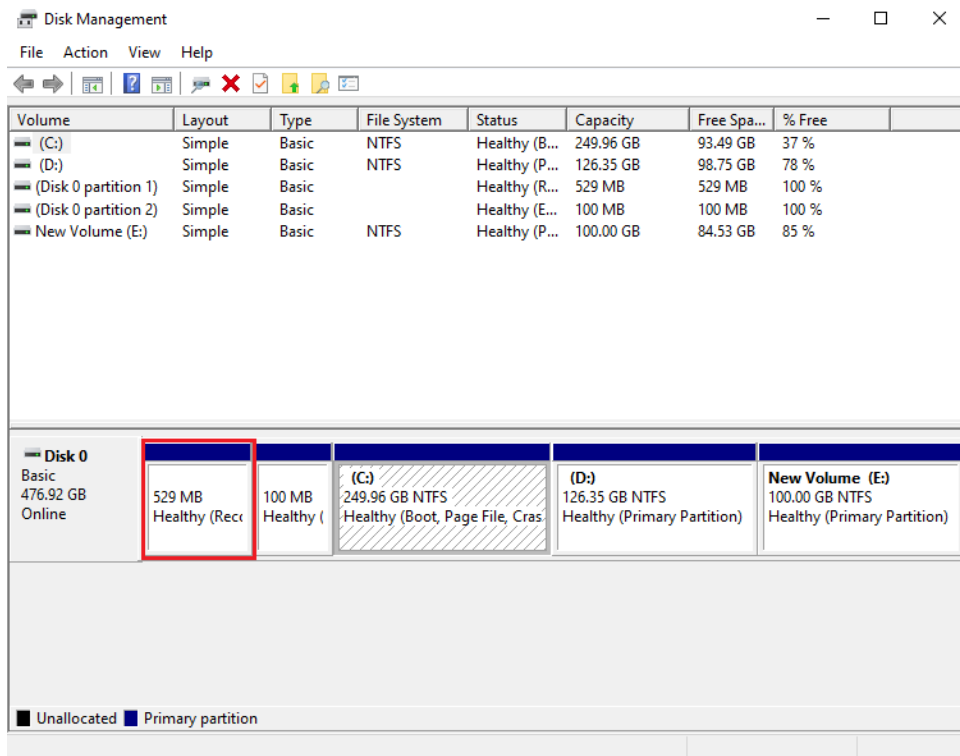 Disk Management
File Action View Help
Volume Layout Type File System Status Capacity Free Spa... % Free
(C:) Simple Basic NTFS Healthy (B... 249.96 GB 93.49 GB 37 %
(D:) Simple Basic NTFS Healthy (P... 126.35 GB 98.75 GB 78 %
(Disk 0 partition 1) Simple Basic Healthy (R... 529 MB 529 MB 100 %
(Disk 0 partition 2) Simple Basic Healthy (E... 100 MB 100 MB 100 %
New Volume (E:) Simple Basic NTFS Healthy (P... 100.00 GB 84.53 GB 85 %
Disk 0
Basic
476.92 GB
Online
529 MB
Healthy (Reco
100 MB
Healthy (
(C:)
249.96 GB NTFS
Healthy (Boot, Page File, Cras
(D:)
126.35 GB NTFS
Healthy (Primary Partition)
New Volume (E:)
100.00 GB NTFS
Healthy (Primary Partition)
Unallocated Primary partition